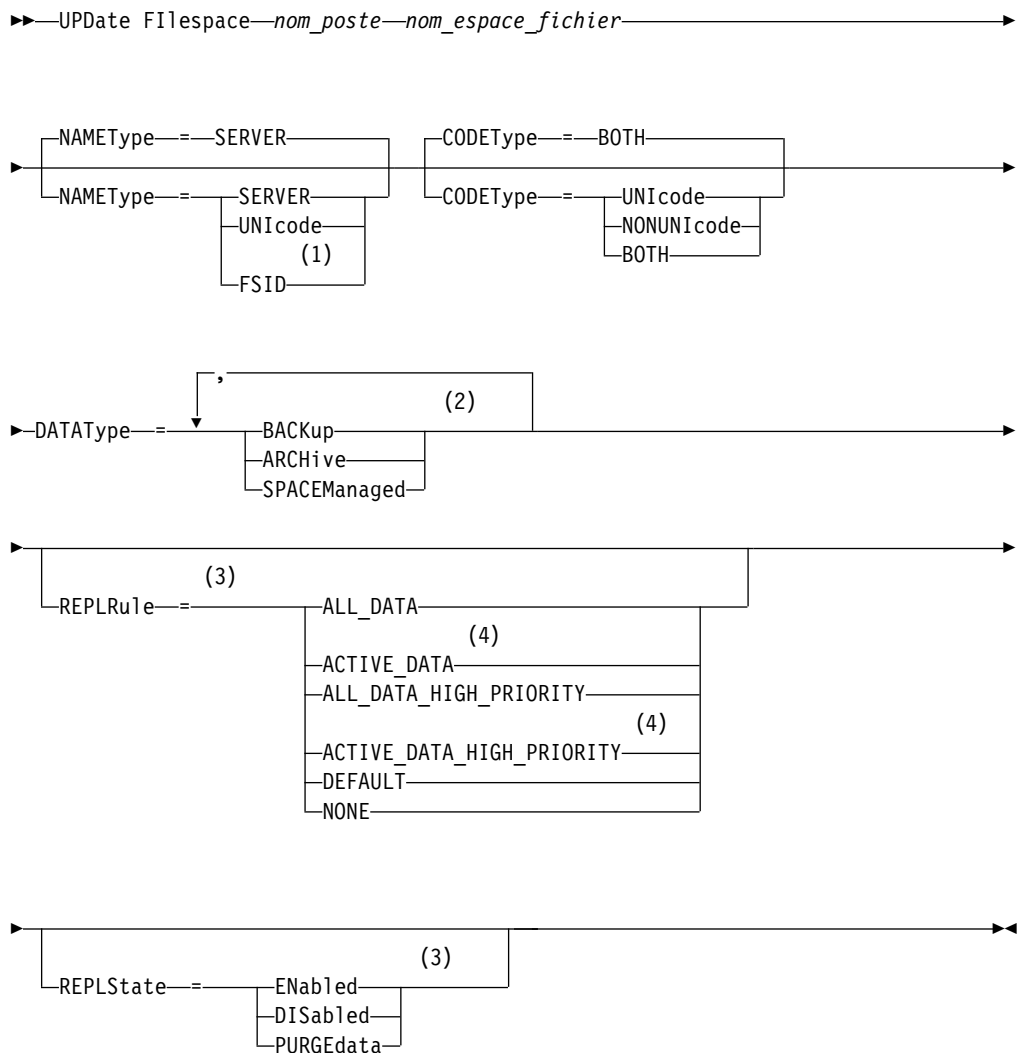 UPDate FIlespace nom_poste nom_espace_fichier
NAMEType = SERVER
CODEType = BOTH
NAMEType = SERVER
UNIcode
(1)
FSID
CODEType = UNIcode
NONUNIcode
BOTH
,
(2)
DATAType = BACKup
ARCHive
SPACEManaged
(3)
REPLRule = ALL_DATA
(4)
ACTIVE_DATA
ALL_DATA_HIGH_PRIORITY
(4)
ACTIVE_DATA_HIGH_PRIORITY
DEFAULT
NONE
(3)
REPLState = ENabled
DISabled
PURGEdata